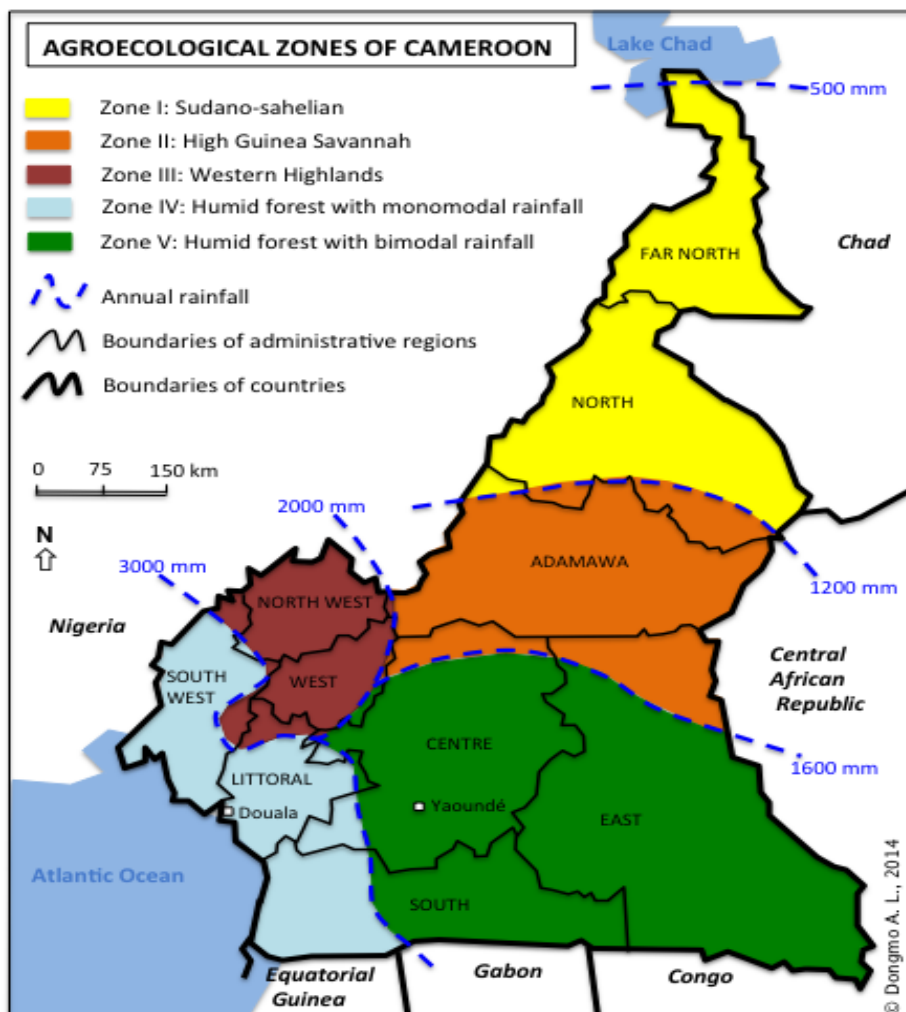 AGROECOLOGICAL ZONES OF CAMEROON
Zone I: Sudano-sahelian
Zone II: High Guinea Savannah
Zone III: Western Highlands
Zone IV: Humid forest with monomodal rainfall
Zone V: Humid forest with bimodal rainfall
Annual rainfall
Boundaries of administrative regions
Boundaries of countries
0 75 150 km
N
Lake Chad
500 mm
Chad
FAR NORTH
NORTH
2000 mm
3000 mm
ADAMAWA
1200 mm
NORTH WEST
Nigeria
Central
African
Republic
SOUTH
WEST
WEST
CENTRE
1600 mm
LITTORAL
Douala
Yaoundé
EAST
Atlantic Ocean
SOUTH
Equatorial
Guinea
Gabon
Congo
© Dongmo A. L., 2014